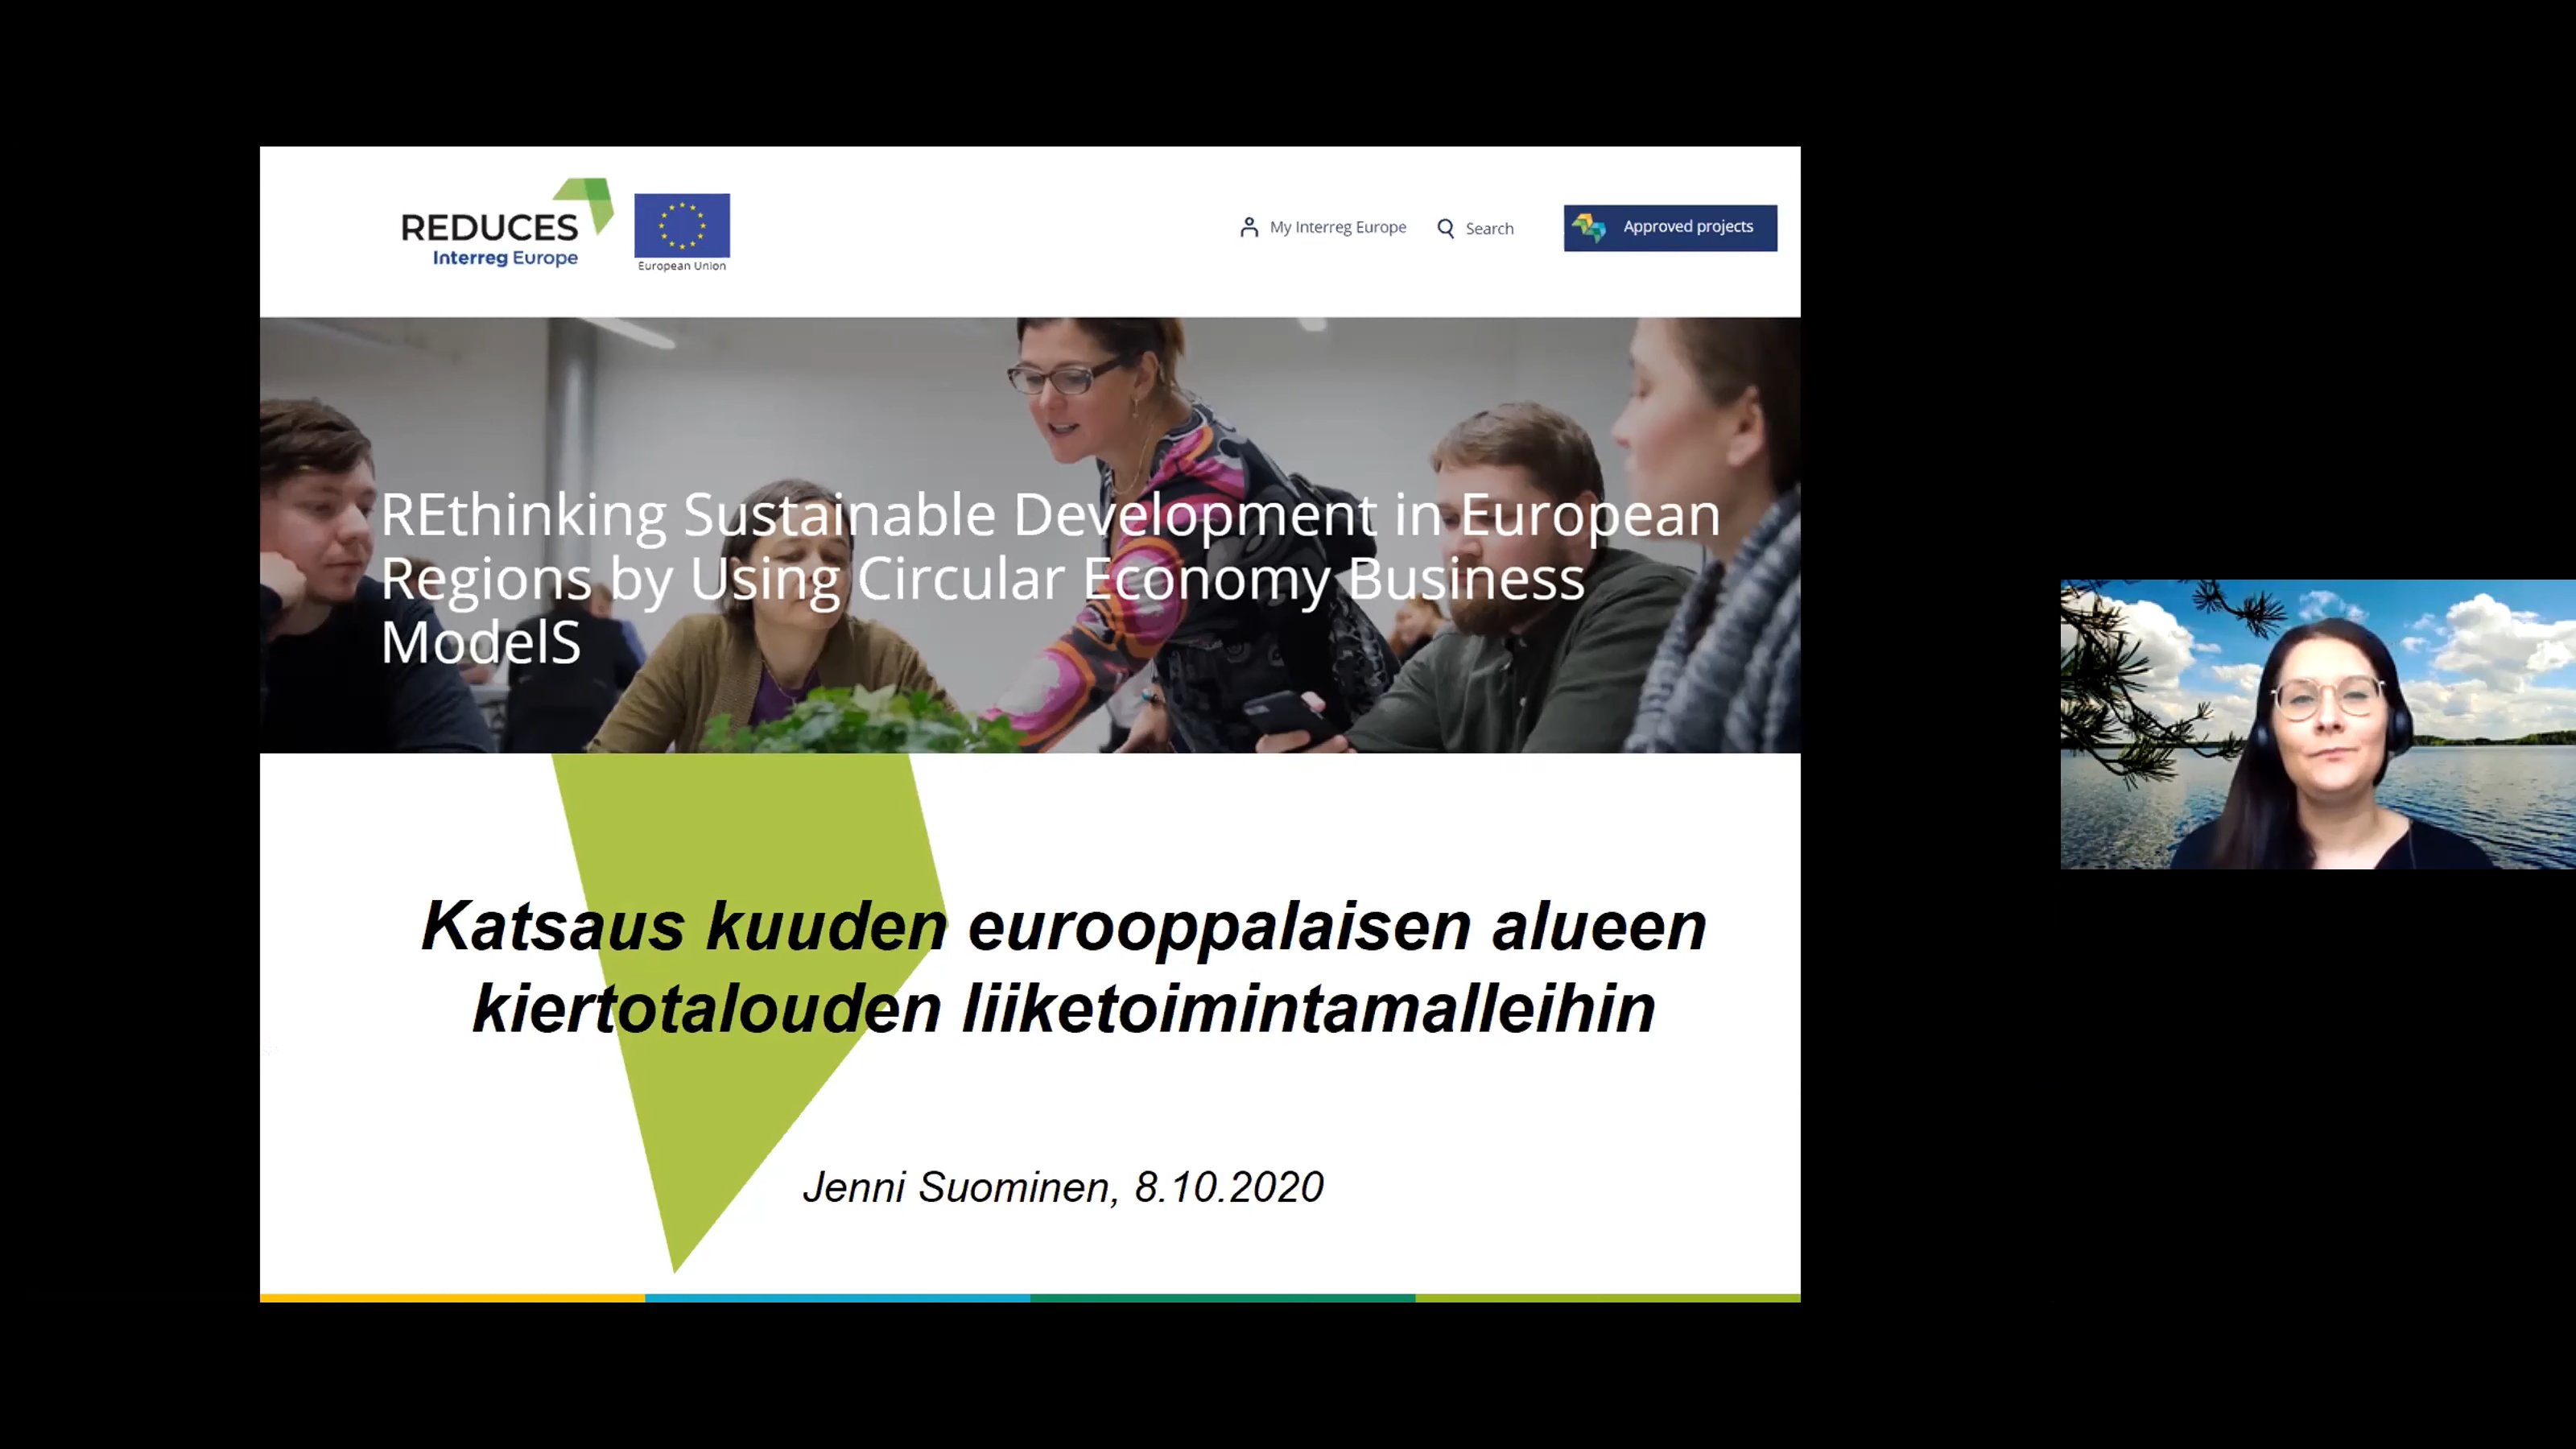 REDUCES
Interreg Europe
European Union
My Interreg Europe
Search
Approved projects
REthinking Sustainable Development in European
Regions by Using Circular Economy Business
ModelS
Katsaus kuuden eurooppalaisen alueen
kiertotalouden liiketoimintamalleihin
Jenni Suominen, 8.10.2020